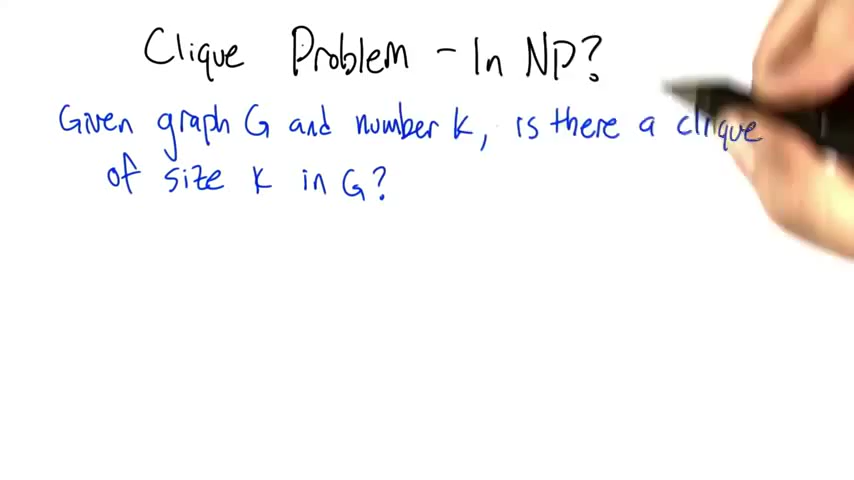 Clique Problem - In NP?
Given graph G and number k, is there a clique
of size k in G?